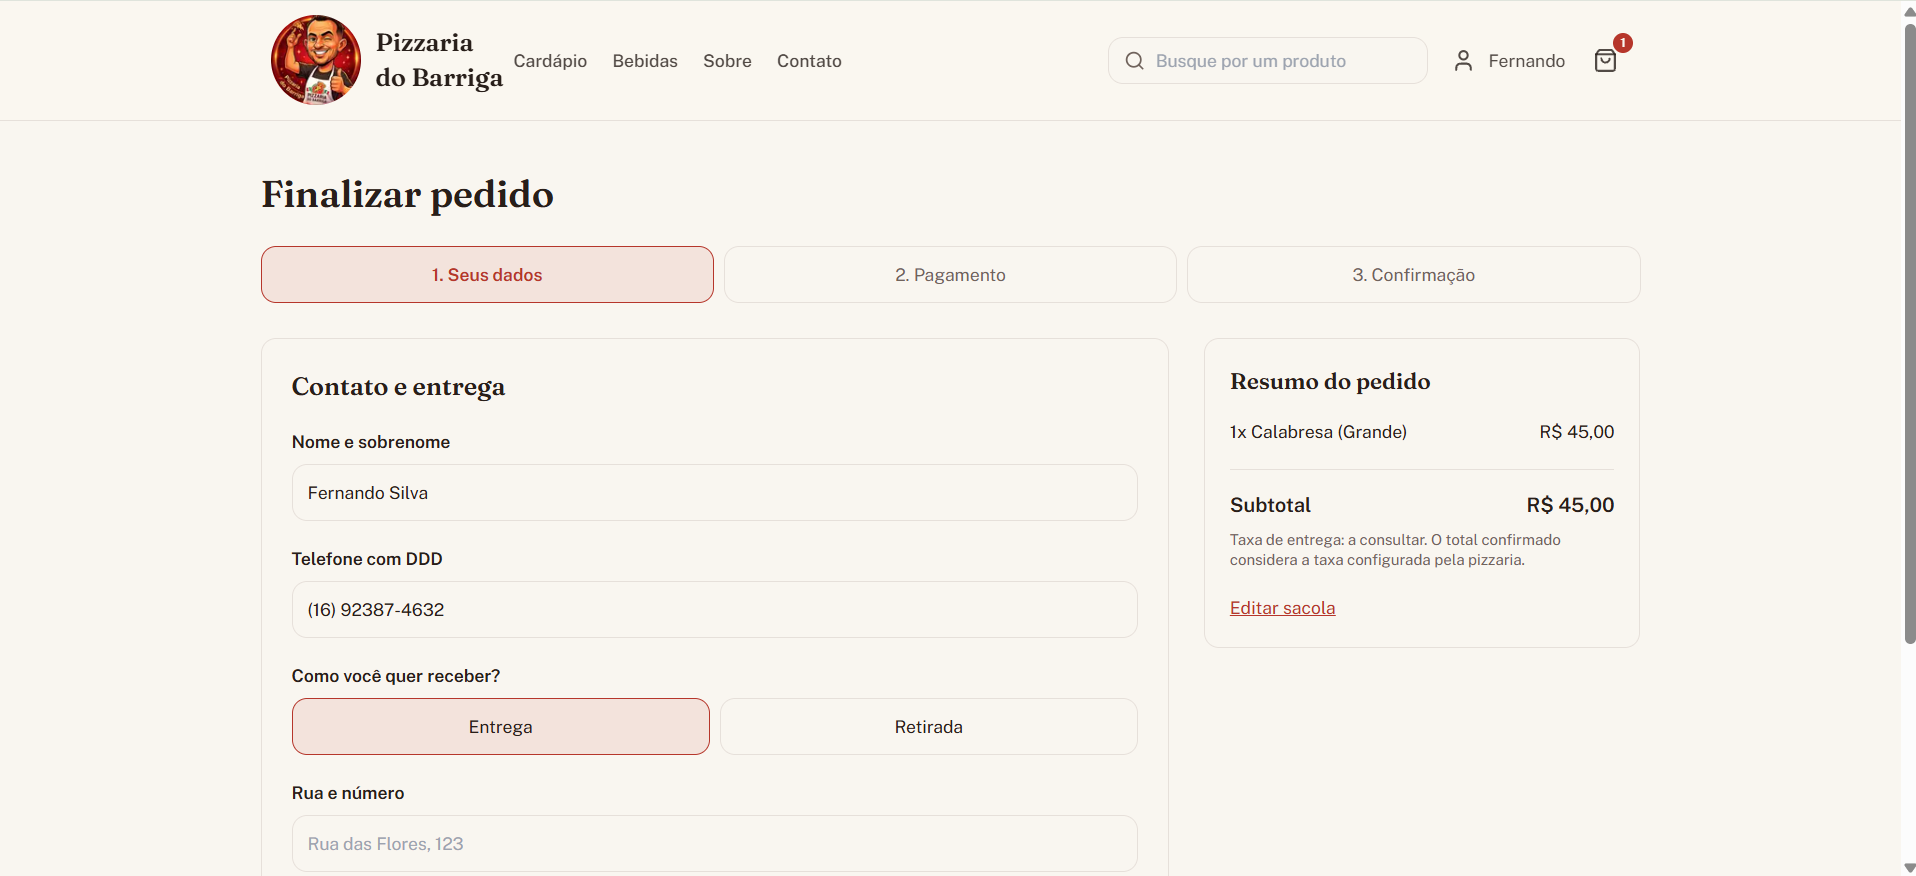 Pizzaria
do Barriga
Cardápio
Bebidas
Sobre
Contato
Busque por um produto
Fernando
1
Finalizar pedido
1. Seus dados
2. Pagamento
3. Confirmação
Contato e entrega
Nome e sobrenome
Fernando Silva
Telefone com DDD
(16) 92387-4632
Como você quer receber?
Entrega
Retirada
Rua e número
Rua das Flores, 123
Resumo do pedido
1x Calabresa (Grande) R$ 45,00
Subtotal R$ 45,00
Taxa de entrega: a consultar. O total confirmado
considera a taxa configurada pela pizzaria.
Editar sacola